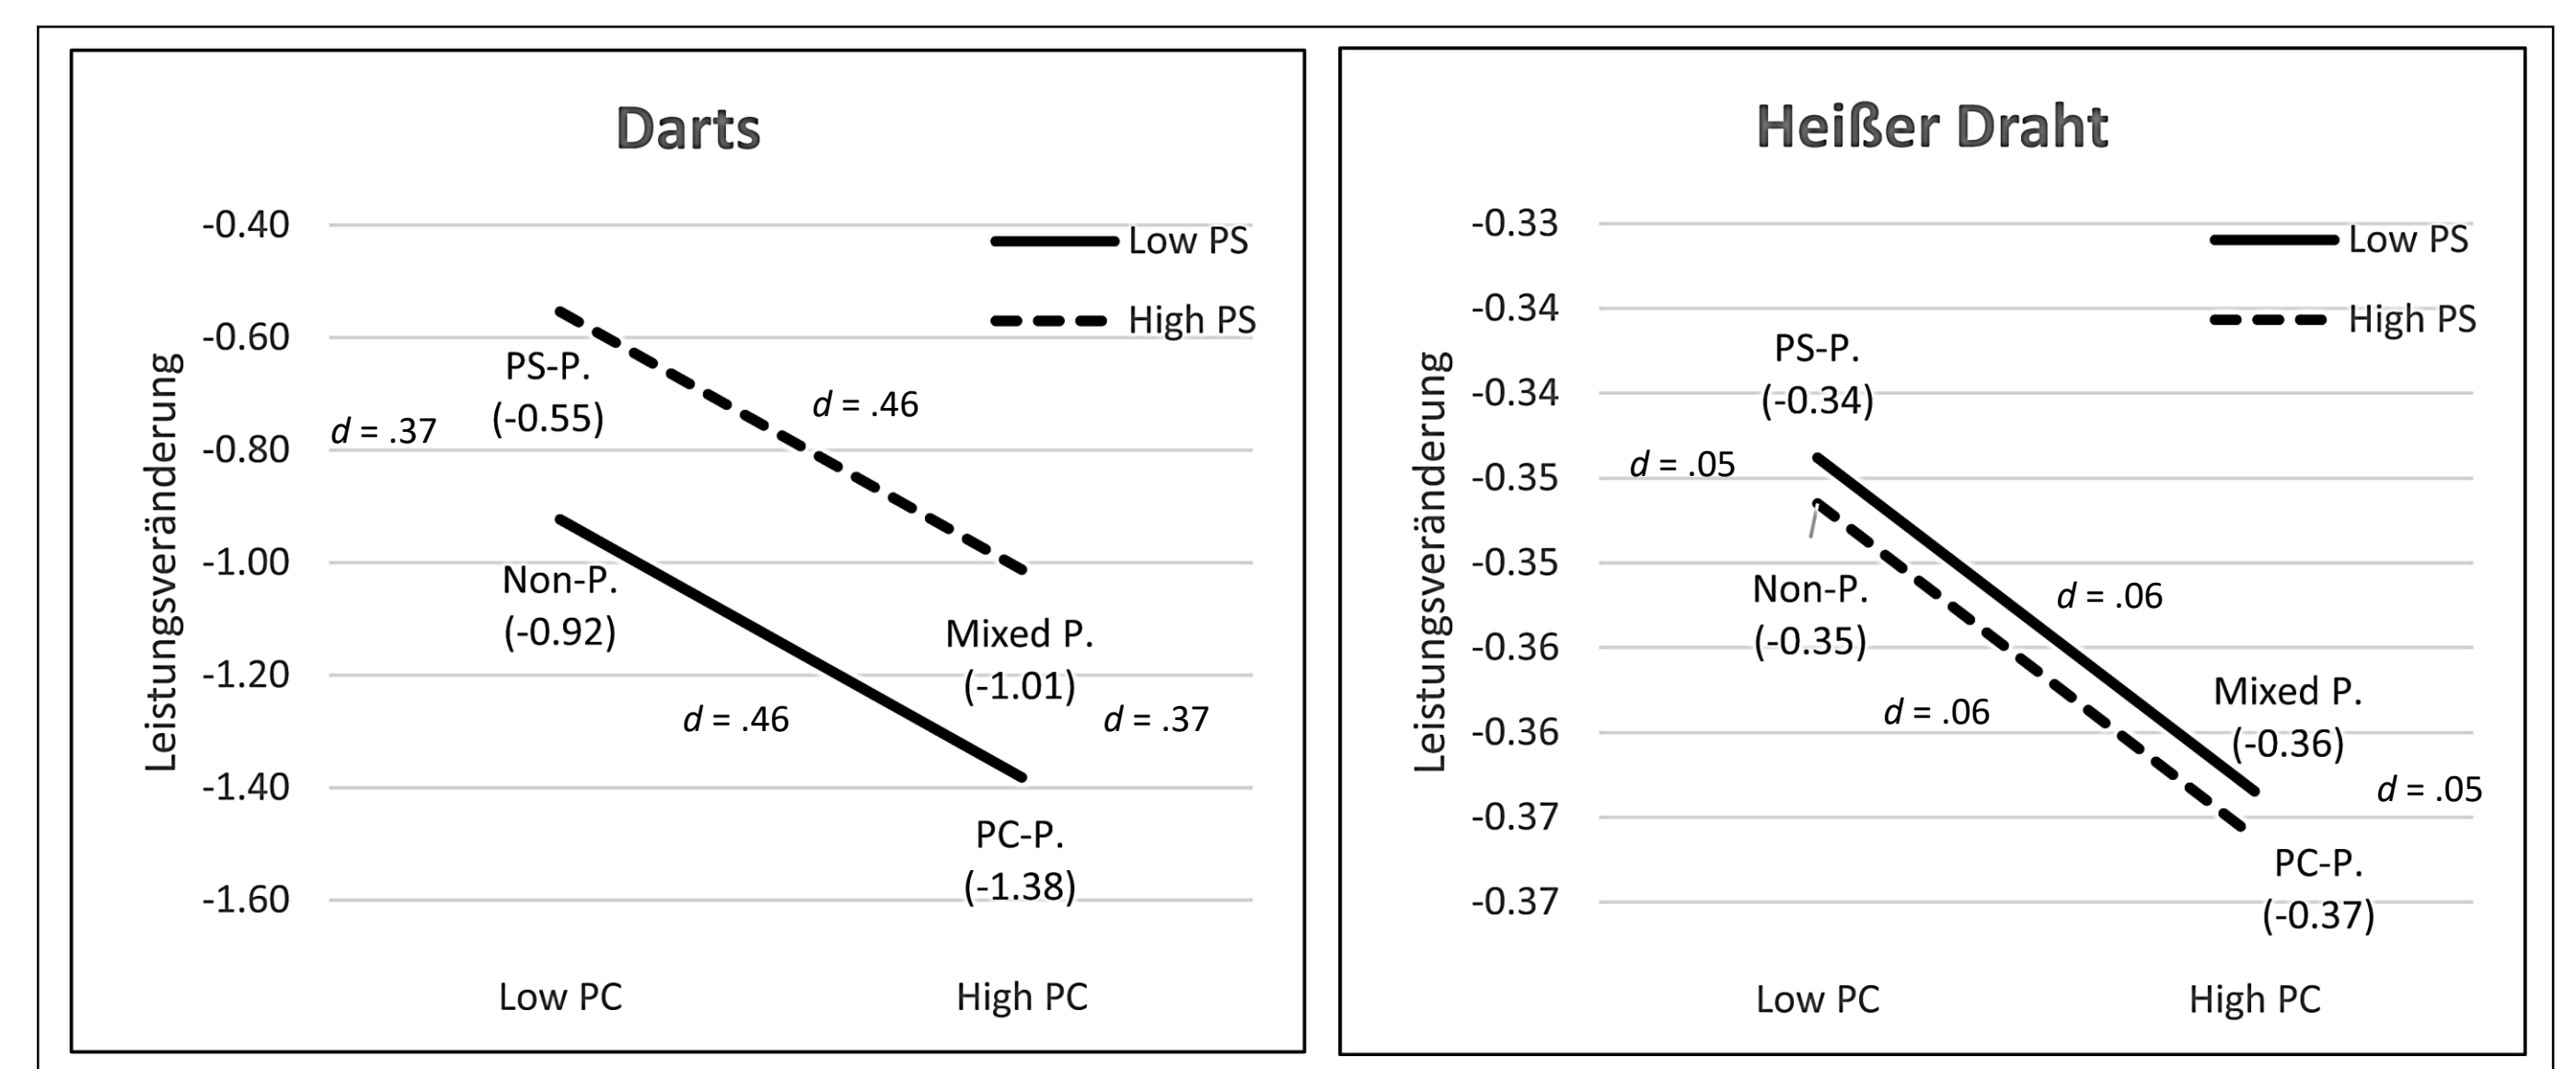 Darts
-0.40
-0.60
-0.80
-1.00
-1.20
-1.40
-1.60
Leistungsveränderung
Low PS
High PS
PS-P.
(-0.55)
d = .37
d = .46
Non-P.
(-0.92)
Mixed P.
(-1.01)
d = .46
d = .37
PC-P.
(-1.38)
Low PC
High PC
Heißer Draht
-0.33
-0.34
-0.34
-0.35
-0.35
-0.36
-0.36
-0.37
-0.37
Leistungsveränderung
Low PS
High PS
PS-P.
(-0.34)
d = .05
Non-P.
(-0.35)
d = .06
d = .06
Mixed P.
(-0.36)
d = .05
PC-P.
(-0.37)
Low PC
High PC